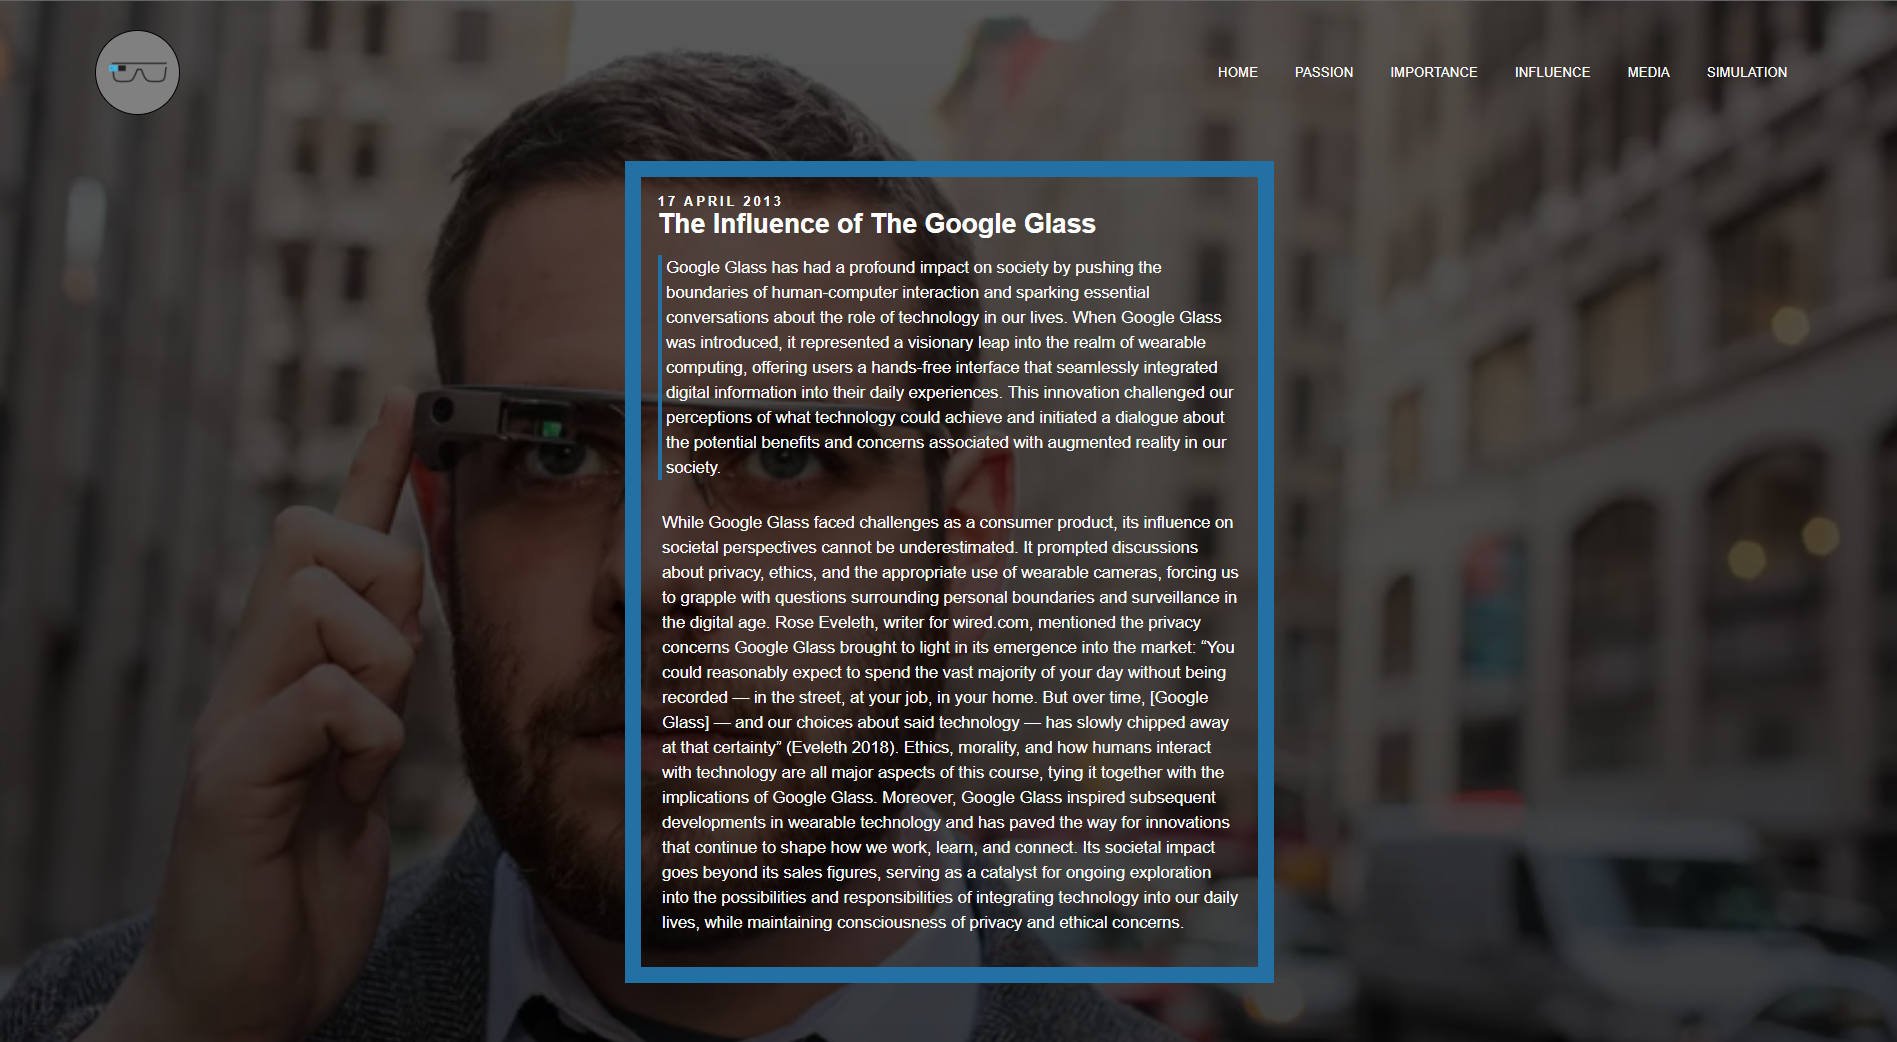 HOME PASSION IMPORTANCE INFLUENCE MEDIA SIMULATION
17 APRIL 2013
The Influence of The Google Glass
Google Glass has had a profound impact on society by pushing the
boundaries of human-computer interaction and sparking essential
conversations about the role of technology in our lives. When Google Glass
was introduced, it represented a visionary leap into the realm of wearable
computing, offering users a hands-free interface that seamlessly integrated
digital information into their daily experiences. This innovation challenged our
perceptions of what technology could achieve and initiated a dialogue about
the potential benefits and concerns associated with augmented reality in our
society.
While Google Glass faced challenges as a consumer product, its influence on
societal perspectives cannot be underestimated. It prompted discussions
about privacy, ethics, and the appropriate use of wearable cameras, forcing us
to grapple with questions surrounding personal boundaries and surveillance in
the digital age. Rose Eveleth, writer for wired.com, mentioned the privacy
concerns Google Glass brought to light in its emergence into the market: “You
could reasonably expect to spend the vast majority of your day without being
recorded — in the street, at your job, in your home. But over time, [Google
Glass] — and our choices about said technology — has slowly chipped away
at that certainty” (Eveleth 2018). Ethics, morality, and how humans interact
with technology are all major aspects of this course, tying it together with the
implications of Google Glass. Moreover, Google Glass inspired subsequent
developments in wearable technology and has paved the way for innovations
that continue to shape how we work, learn, and connect. Its societal impact
goes beyond its sales figures, serving as a catalyst for ongoing exploration
into the possibilities and responsibilities of integrating technology into our daily
lives, while maintaining consciousness of privacy and ethical concerns.